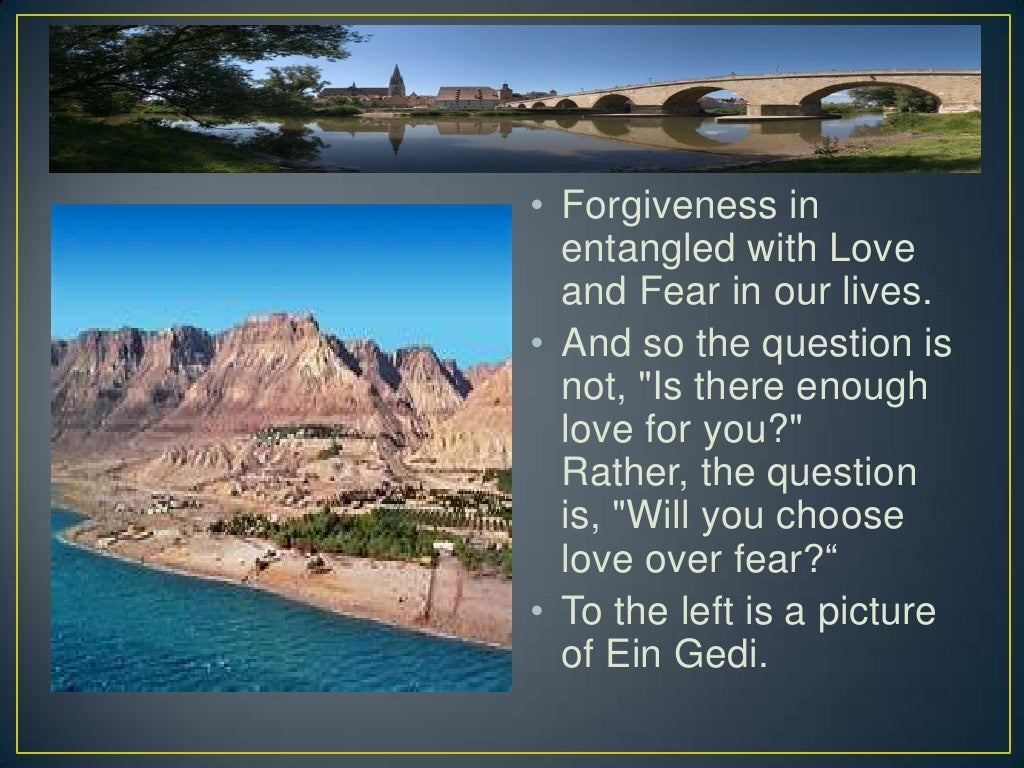 • Forgiveness in
entangled with Love
and Fear in our lives.
• And so the question is
not, "Is there enough
love for you?"
Rather, the question
is, "Will you choose
love over fear?“
• To the left is a picture
of Ein Gedi.